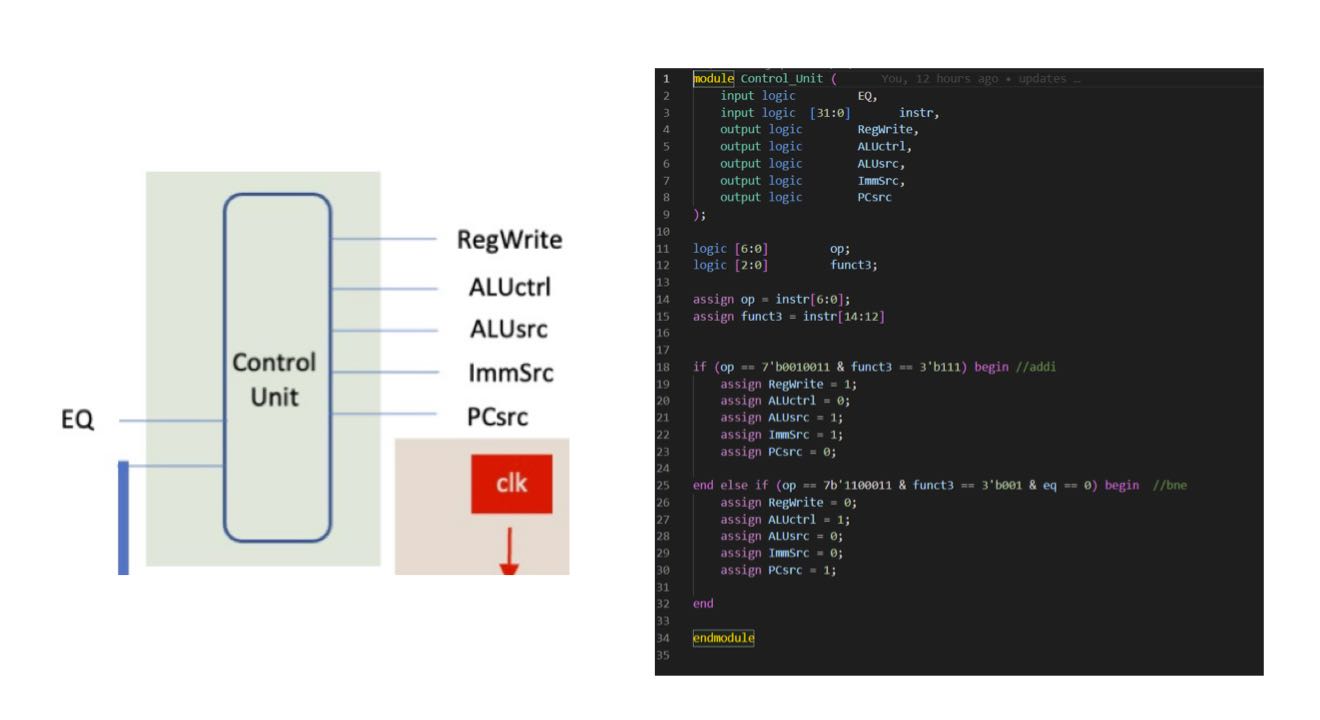 RegWrite
ALUctrl
ALUsrc
ImmSrc
PCsrc
Control
Unit
EQ
clk
1 module Control_Unit ( You, 12 hours ago • updates …
2 input logic EQ,
3 input logic [31:0] instr,
4 output logic RegWrite,
5 output logic ALUctrl,
6 output logic ALUsrc,
7 output logic ImmSrc,
8 output logic PCsrc
9 );
10
11 logic [6:0] op;
12 logic [2:0] funct3;
13
14 assign op = instr[6:0];
15 assign funct3 = instr[14:12]
16
17
18 if (op == 7'b0010011 & funct3 == 3'b111) begin //addi
19 assign RegWrite = 1;
20 assign ALUctrl = 0;
21 assign ALUsrc = 1;
22 assign ImmSrc = 1;
23 assign PCsrc = 0;
24
25 end else if (op == 7b'1100011 & funct3 == 3'b001 & eq == 0) begin //bne
26 assign RegWrite = 0;
27 assign ALUctrl = 1;
28 assign ALUsrc = 0;
29 assign ImmSrc = 0;
30 assign PCsrc = 1;
31
32 end
33
34 endmodule
35